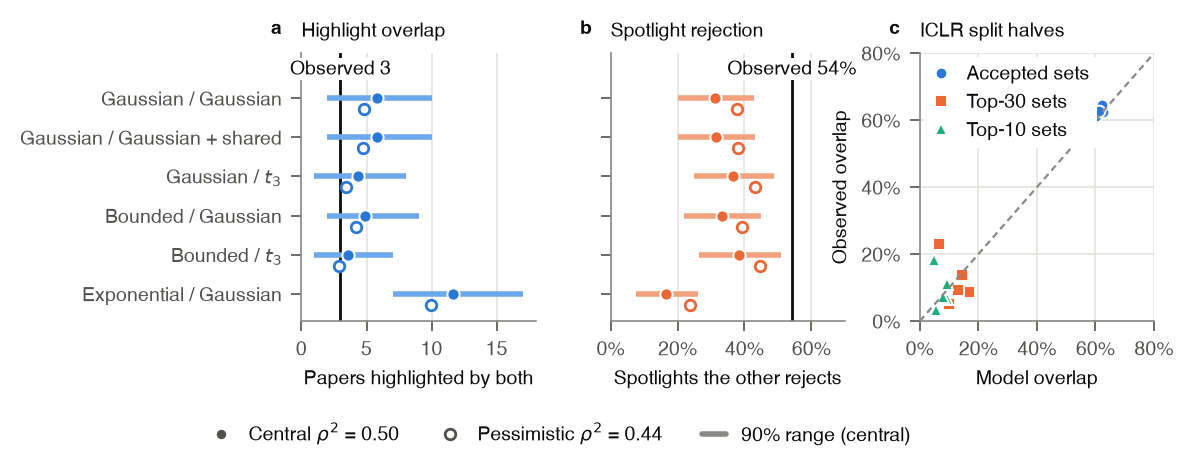 a Highlight overlap
b Spotlight rejection
c ICLR split halves
Observed 3
Observed 54%
Gaussian / Gaussian
Gaussian / Gaussian + shared
Gaussian / t₃
Bounded / Gaussian
Bounded / t₃
Exponential / Gaussian
0 5 10 15
Papers highlighted by both
0% 20% 40% 60%
Spotlights the other rejects
Accepted sets
Top-30 sets
Top-10 sets
Observed overlap
80%
60%
40%
20%
0%
0% 20% 40% 60% 80%
Model overlap
Central ρ² = 0.50
Pessimistic ρ² = 0.44
90% range (central)